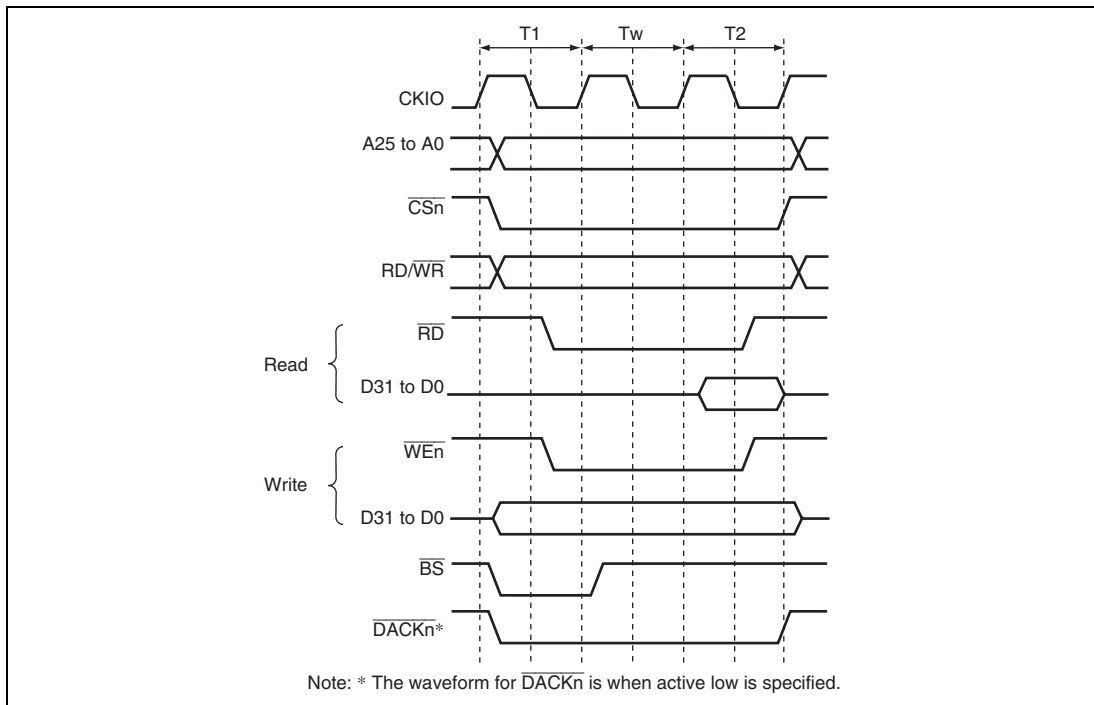 T1 Tw T2
CKIO
A25 to A0
CSn
RD/WR
RD
Read
D31 to D0
WEn
Write
D31 to D0
BS
DACKn*
Note: * The waveform for DACKn is when active low is specified.